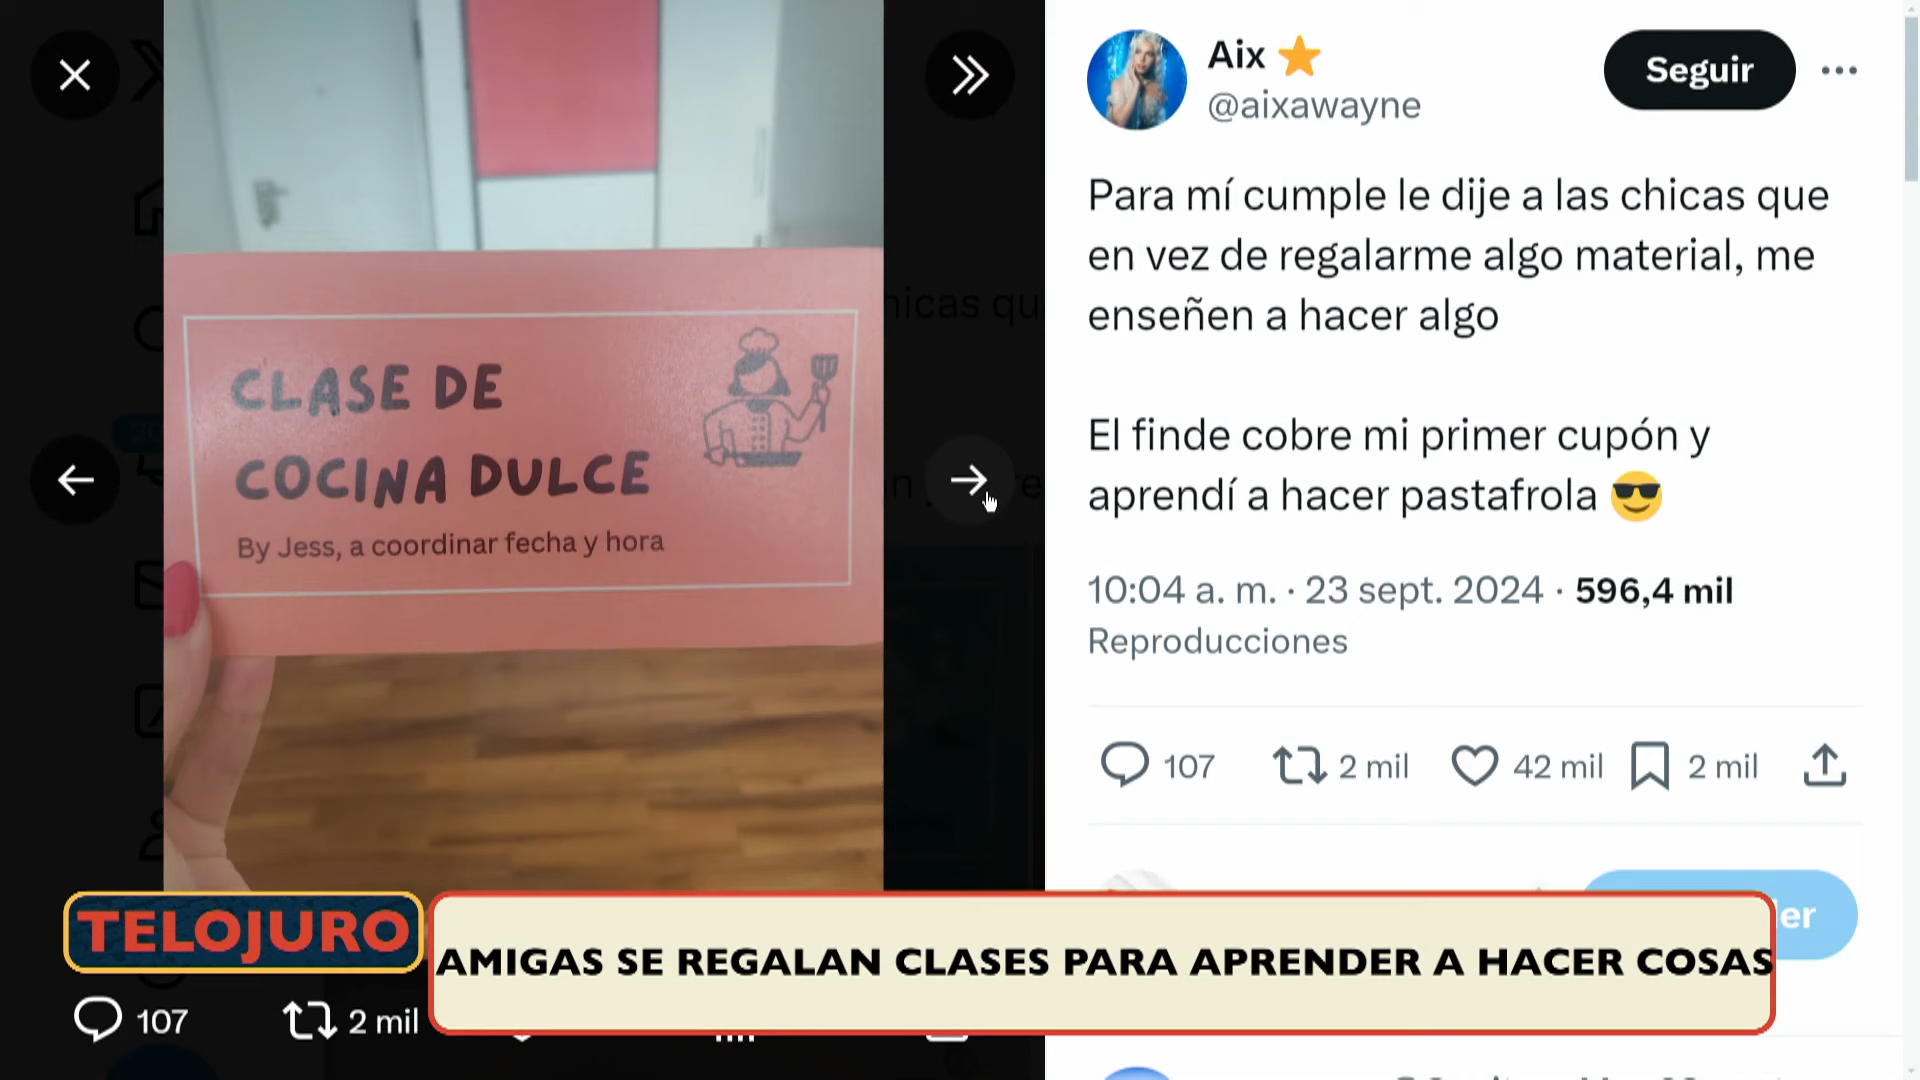 CLASE DE
COCINA DULCE
By Jess, a coordinar fecha y hora
Aix
@aixawayne
Seguir
Para mí cumple le dije a las chicas que
en vez de regalarme algo material, me
enseñen a hacer algo
El finde cobre mi primer cupón y
aprendí a hacer pastafrola
10:04 a. m. · 23 sept. 2024 · 596,4 mil
Reproducciones
107 2 mil 42 mil 2 mil
TELOJURO
AMIGAS SE REGALAN CLASES PARA APRENDER A HACER COSAS
107 2 mil